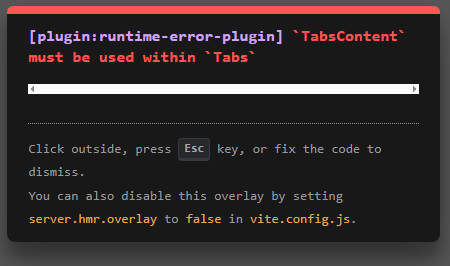 [plugin:runtime-error-plugin] `TabsContent`
must be used within `Tabs`
Click outside, press Esc key, or fix the code to
dismiss.
You can also disable this overlay by setting
server.hmr.overlay to false in vite.config.js.